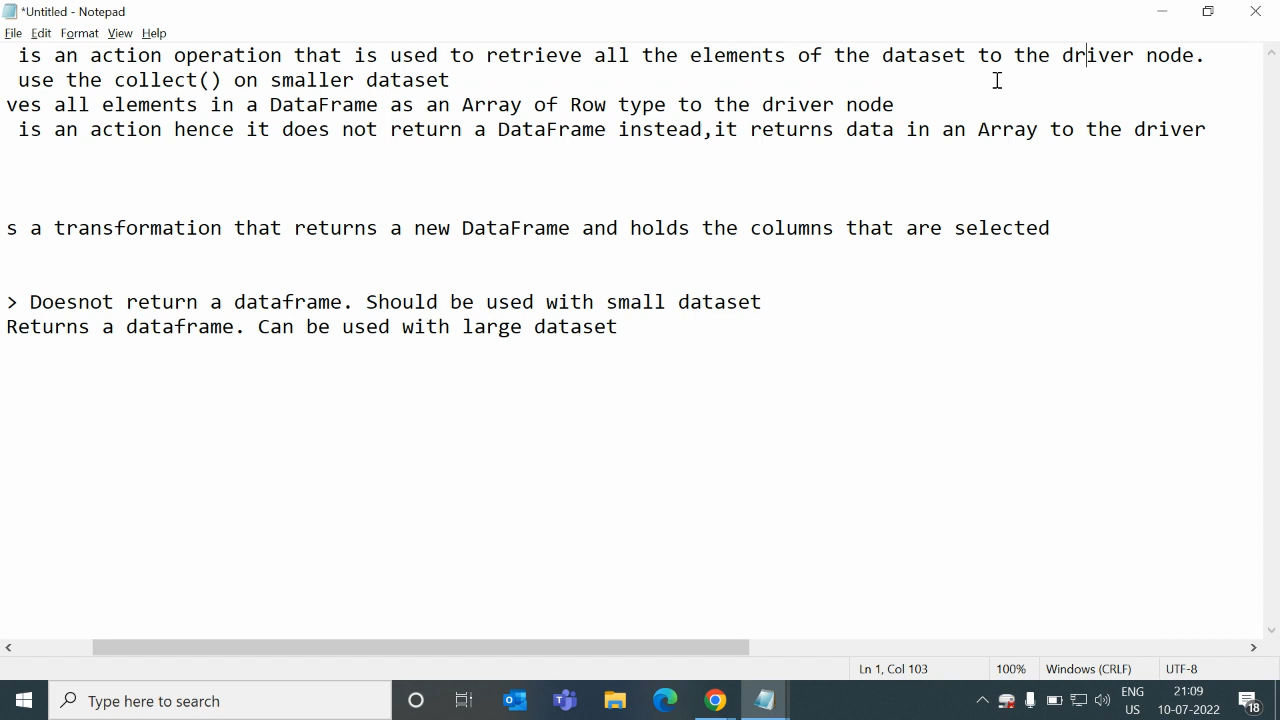 *Untitled - Notepad
File Edit Format View Help
is an action operation that is used to retrieve all the elements of the dataset to the driver node.
use the collect() on smaller dataset
ves all elements in a DataFrame as an Array of Row type to the driver node
is an action hence it does not return a DataFrame instead,it returns data in an Array to the driver
s a transformation that returns a new DataFrame and holds the columns that are selected
> Doesnot return a dataframe. Should be used with small dataset
Returns a dataframe. Can be used with large dataset
Ln 1, Col 103 100% Windows (CRLF) UTF-8
Type here to search
ENG 21:09
US 10-07-2022 18